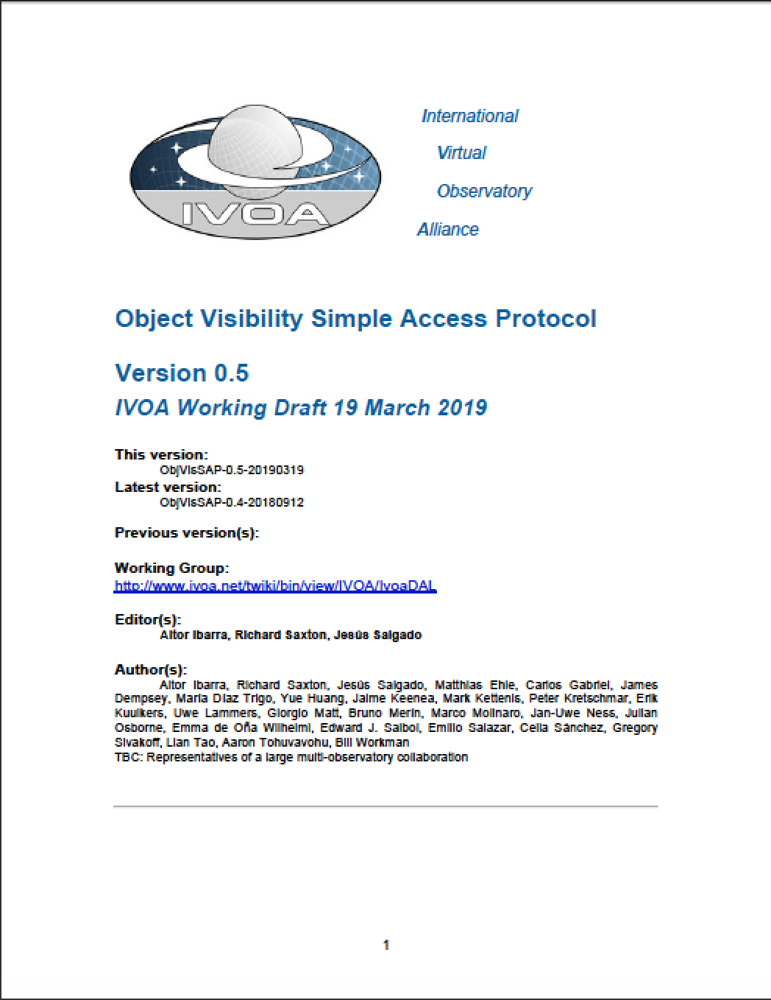 IVOA
International
Virtual
Observatory
Alliance
Object Visibility Simple Access Protocol
Version 0.5
IVOA Working Draft 19 March 2019
This version:
ObjVisSAP-0.5-20190319
Latest version:
ObjVisSAP-0.4-20180912
Previous version(s):
Working Group:
http://www.ivoa.net/twiki/bin/view/IVOA/IvoaDAL
Editor(s):
Aitor Ibarra, Richard Saxton, Jesús Salgado
Author(s):
Aitor Ibarra, Richard Saxton, Jesús Salgado, Matthias Ehle, Carlos Gabriel, James
Dempsey, Maria Diaz Trigo, Yue Huang, Jaime Keenea, Mark Kettenis, Peter Kretschmar, Erik
Kuulkers, Uwe Lammers, Giorgio Matt, Bruno Merin, Marco Molinaro, Jan-Uwe Ness, Julian
Osborne, Emma de Oña Wilhelmi, Edward J. Sabol, Emilio Salazar, Celia Sánchez, Gregory
Sivakoff, Lian Tao, Aaron Tohuvavohu, Bill Workman
TBC: Representatives of a large multi-observatory collaboration
1